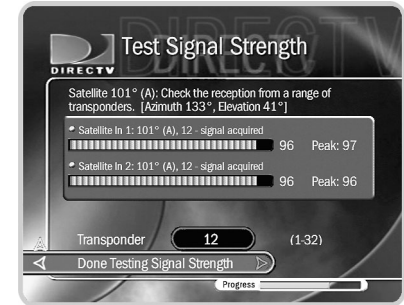 DIRECTV
DIRECTV
Test Signal Strength
Satellite 101° (A): Check the reception from a range of
transponders. [Azimuth 133°, Elevation 41°]
Satellite In 1: 101° (A), 12 - signal acquired
96 Peak: 97
Satellite In 2: 101° (A), 12 - signal acquired
96 Peak: 96
Transponder 12 (1-32)
Done Testing Signal Strength
Progress